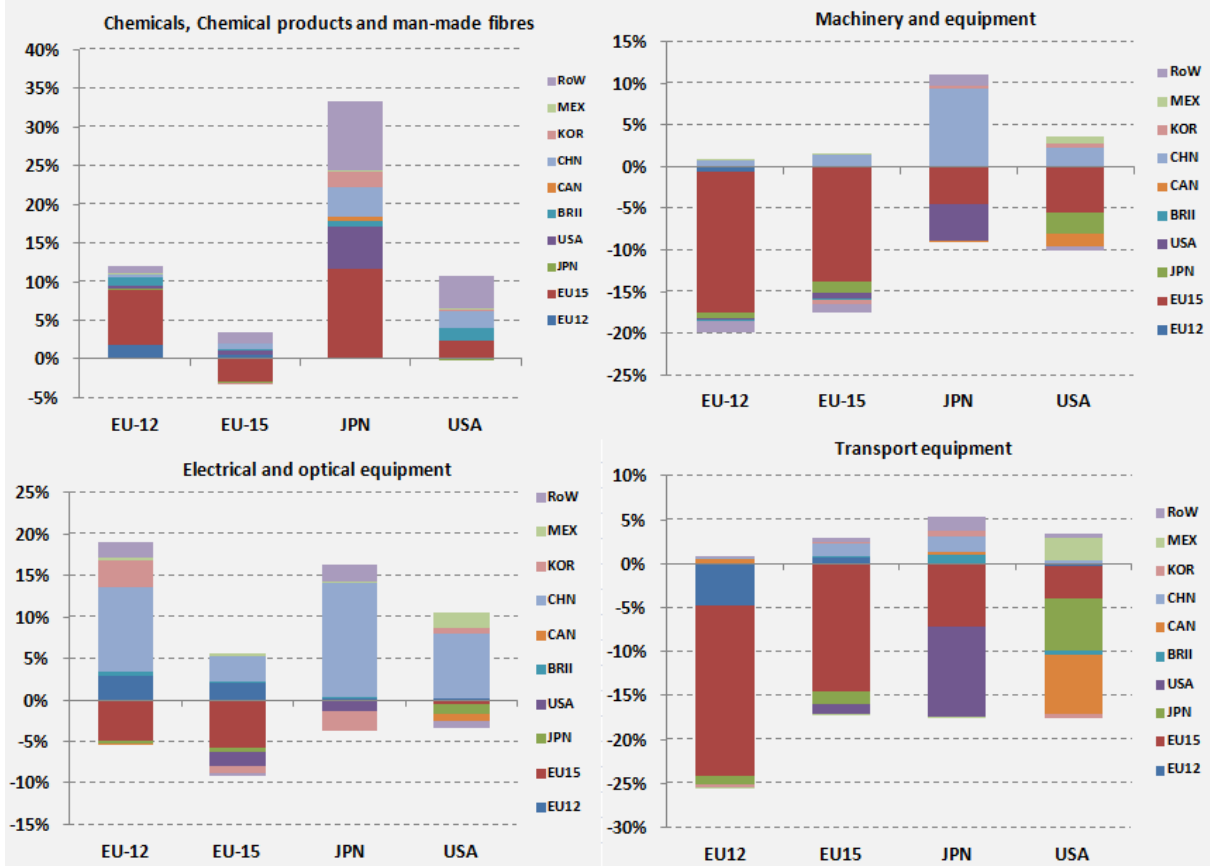 Chemicals, Chemical products and man-made fibres
40%
35%
30%
25%
20%
15%
10%
5%
0%
-5%
EU-12 EU-15 JPN USA
RoW
MEX
KOR
CHN
CAN
BRII
USA
JPN
EU15
EU12
Machinery and equipment
15%
10%
5%
0%
-5%
-10%
-15%
-20%
-25%
EU-12 EU-15 JPN USA
RoW
MEX
KOR
CHN
CAN
BRII
USA
JPN
EU15
EU12
Electrical and optical equipment
25%
20%
15%
10%
5%
0%
-5%
-10%
-15%
EU-12 EU-15 JPN USA
RoW
MEX
KOR
CHN
CAN
BRII
USA
JPN
EU15
EU12
Transport equipment
10%
5%
0%
-5%
-10%
-15%
-20%
-25%
-30%
EU12 EU15 JPN USA
RoW
MEX
KOR
CHN
CAN
BRII
USA
JPN
EU15
EU12